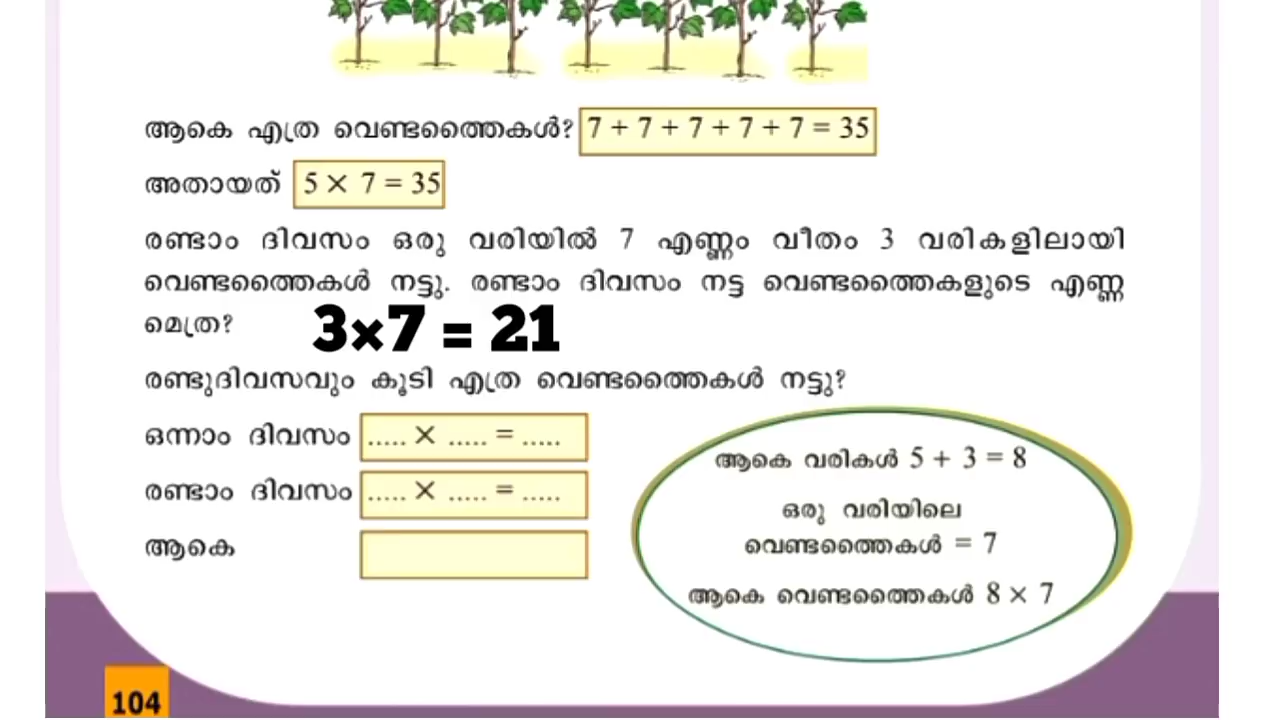 ആകെ എത്ര വെണ്ടത്തൈകൾ? 7 + 7 + 7 + 7 + 7 = 35
അതായത് 5 × 7 = 35
രണ്ടാം ദിവസം ഒരു വരിയിൽ 7 എണ്ണം വീതം 3 വരികളിലായി
വെണ്ടത്തൈകൾ നട്ടു. രണ്ടാം ദിവസം നട്ട വെണ്ടത്തൈകളുടെ എണ്ണ
മെത്ര? 3×7 = 21
രണ്ടുദിവസവും കൂടി എത്ര വെണ്ടത്തൈകൾ നട്ടു?
ഒന്നാം ദിവസം ..... × ..... = .....
രണ്ടാം ദിവസം ..... × ..... = .....
ആകെ
ആകെ വരികൾ 5 + 3 = 8
ഒരു വരിയിലെ
വെണ്ടത്തൈകൾ = 7
ആകെ വെണ്ടത്തൈകൾ 8 × 7
104